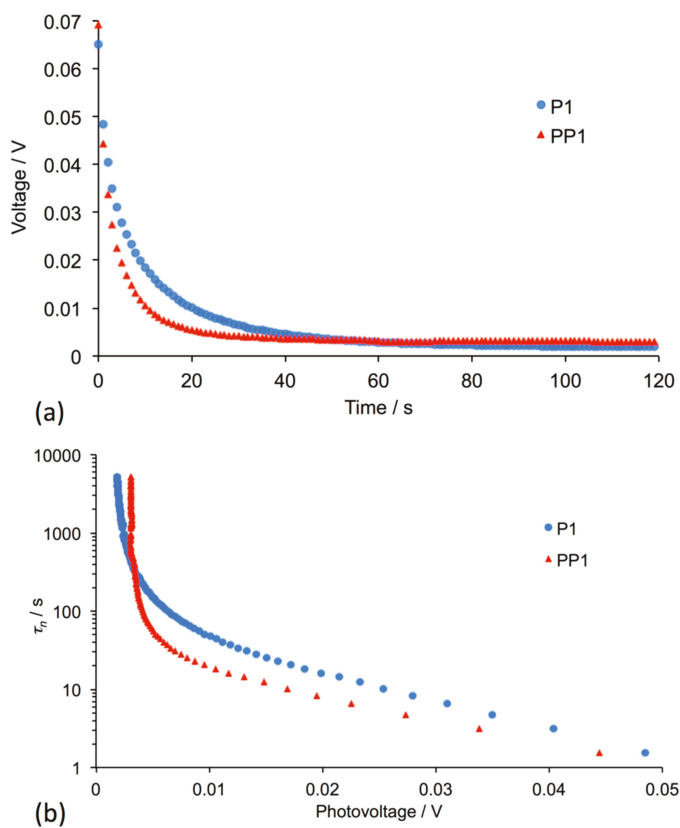 0.07
0.06
0.05
0.04
0.03
0.02
0.01
0
Voltage / V
P1
PP1
0 20 40 60 80 100 120
Time / s
(a)
10000
1000
100
10
1
τn / s
P1
PP1
0 0.01 0.02 0.03 0.04 0.05
Photovoltage / V
(b)